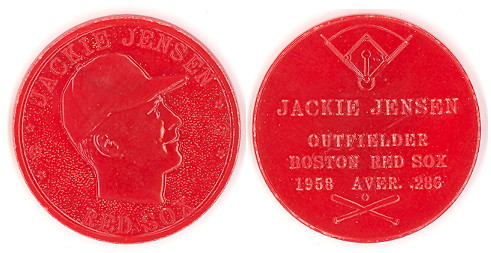 JACKIE JENSEN
RED SOX
JACKIE JENSEN
OUTFIELDER
BOSTON RED SOX
1958 AVER. .286